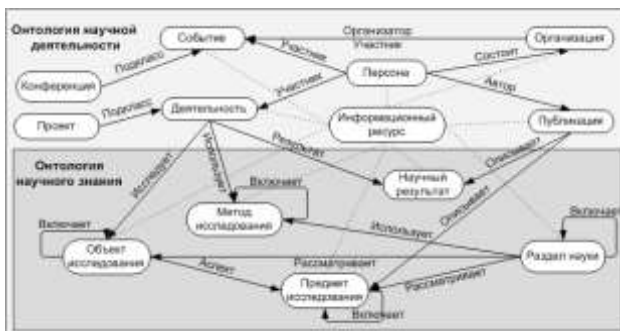 Онтология научной
деятельности
Событие
Организатор
Участник
Организация
Участник
Состоит
Подкласс
Персона
Конференция
Участник
Автор
Подкласс
Деятельность
Проект
Информационный
ресурс
Публикация
Онтология
научного знания
Исследует
Использует
Результат
Научный
результат
Описывает
Включает
Описывает
Метод
исследования
Включает
Использует
Включает
Объект
исследования
Рассматривает
Раздел науки
Аспект
Предмет
исследования
Рассматривает
Включает